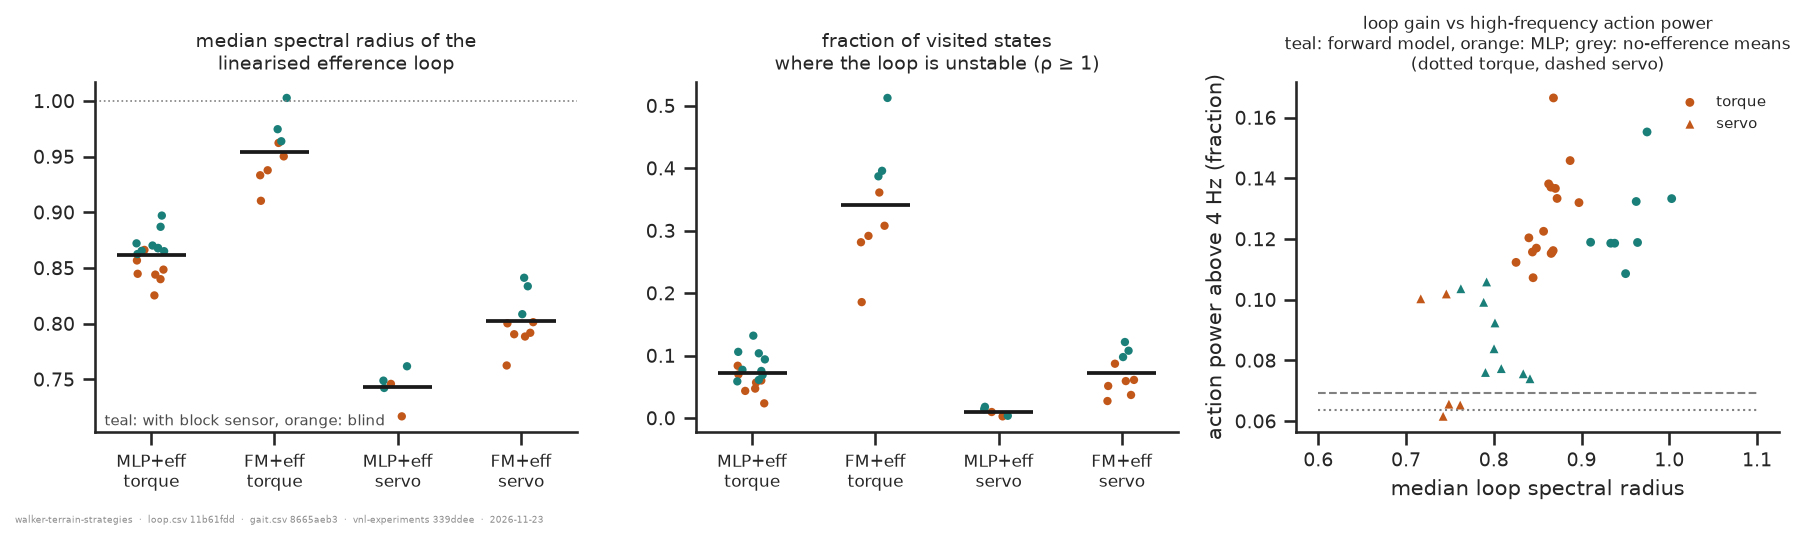 median spectral radius of the
linearised efference loop
1.00
0.95
0.90
0.85
0.80
0.75
teal: with block sensor, orange: blind
MLP+eff
torque
FM+eff
torque
MLP+eff
servo
FM+eff
servo
fraction of visited states
where the loop is unstable (ρ ≥ 1)
0.5
0.4
0.3
0.2
0.1
0.0
MLP+eff
torque
FM+eff
torque
MLP+eff
servo
FM+eff
servo
loop gain vs high-frequency action power
teal: forward model, orange: MLP; grey: no-efference means
(dotted torque, dashed servo)
action power above 4 Hz (fraction)
0.16
0.14
0.12
0.10
0.08
0.06
torque
servo
0.6
0.7
0.8
0.9
1.0
1.1
median loop spectral radius
walker-terrain-strategies · loop.csv 11b61fdd · gait.csv 8665aeb3 · vnl-experiments 339ddee · 2026-11-23